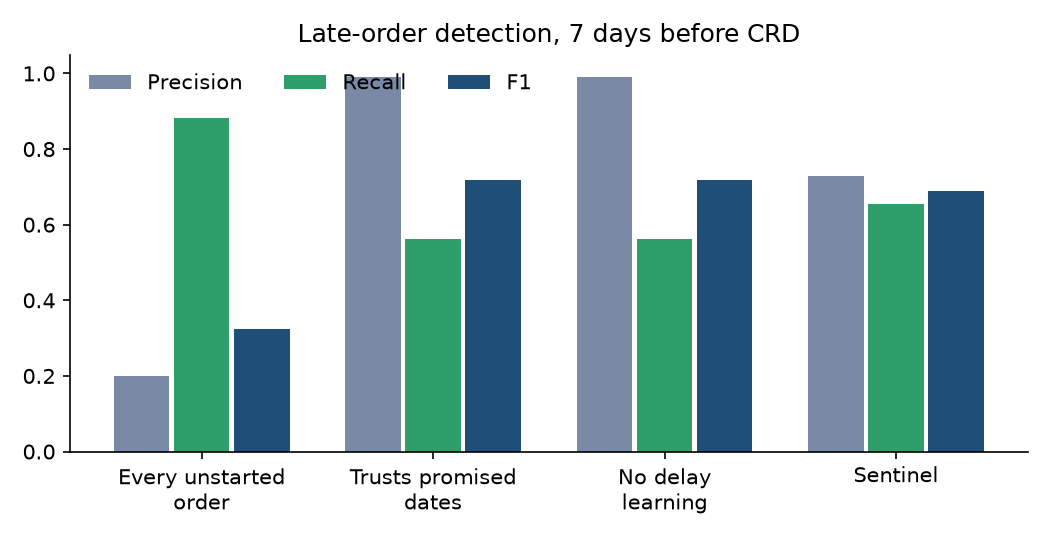 Late-order detection, 7 days before CRD
Precision Recall F1
1.0
0.8
0.6
0.4
0.2
0.0
Every unstarted
order
Trusts promised
dates
No delay
learning
Sentinel